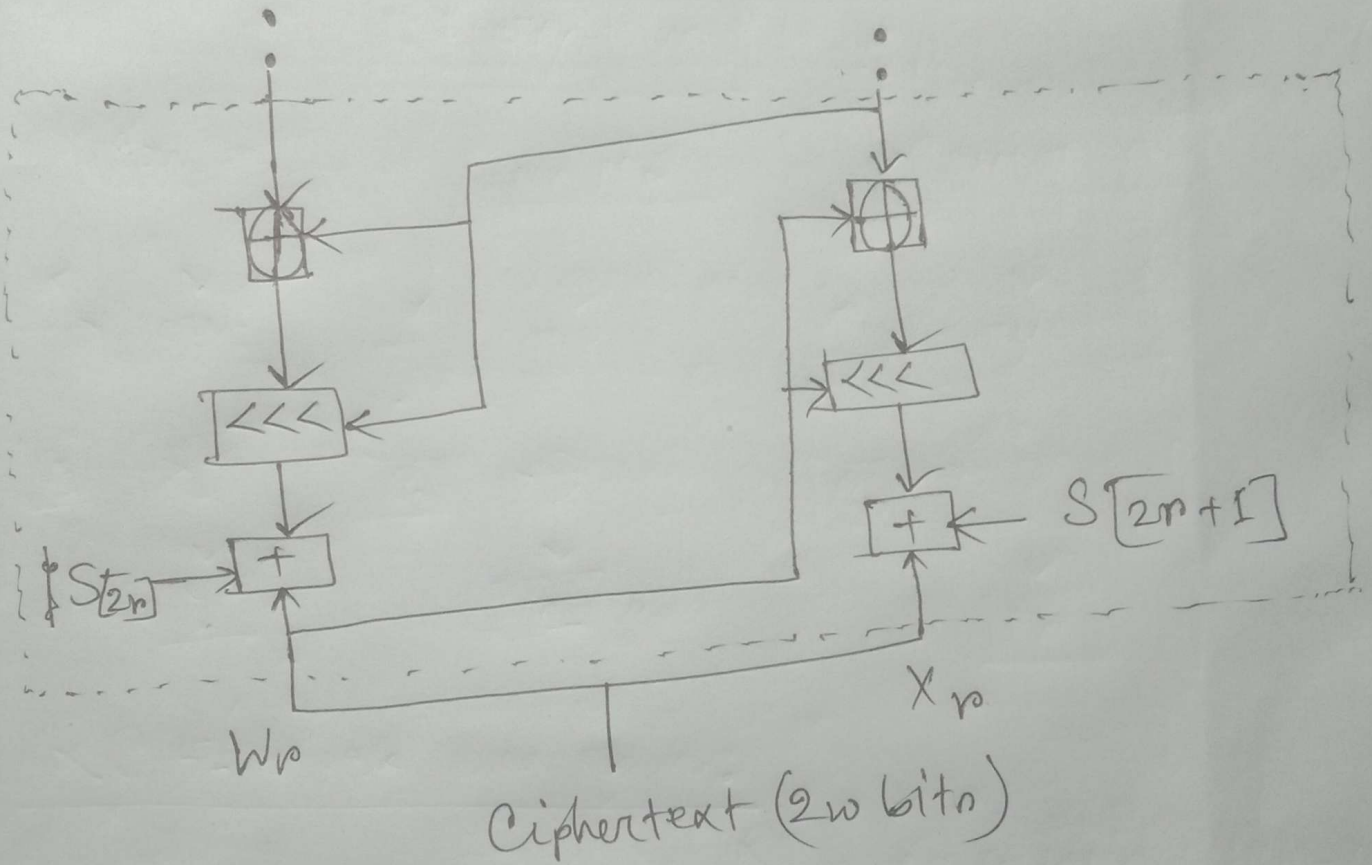 <<<
<<<
+
S[2r+1]
+
S[2r]
Wr
Xr
Ciphertext (2w bits)